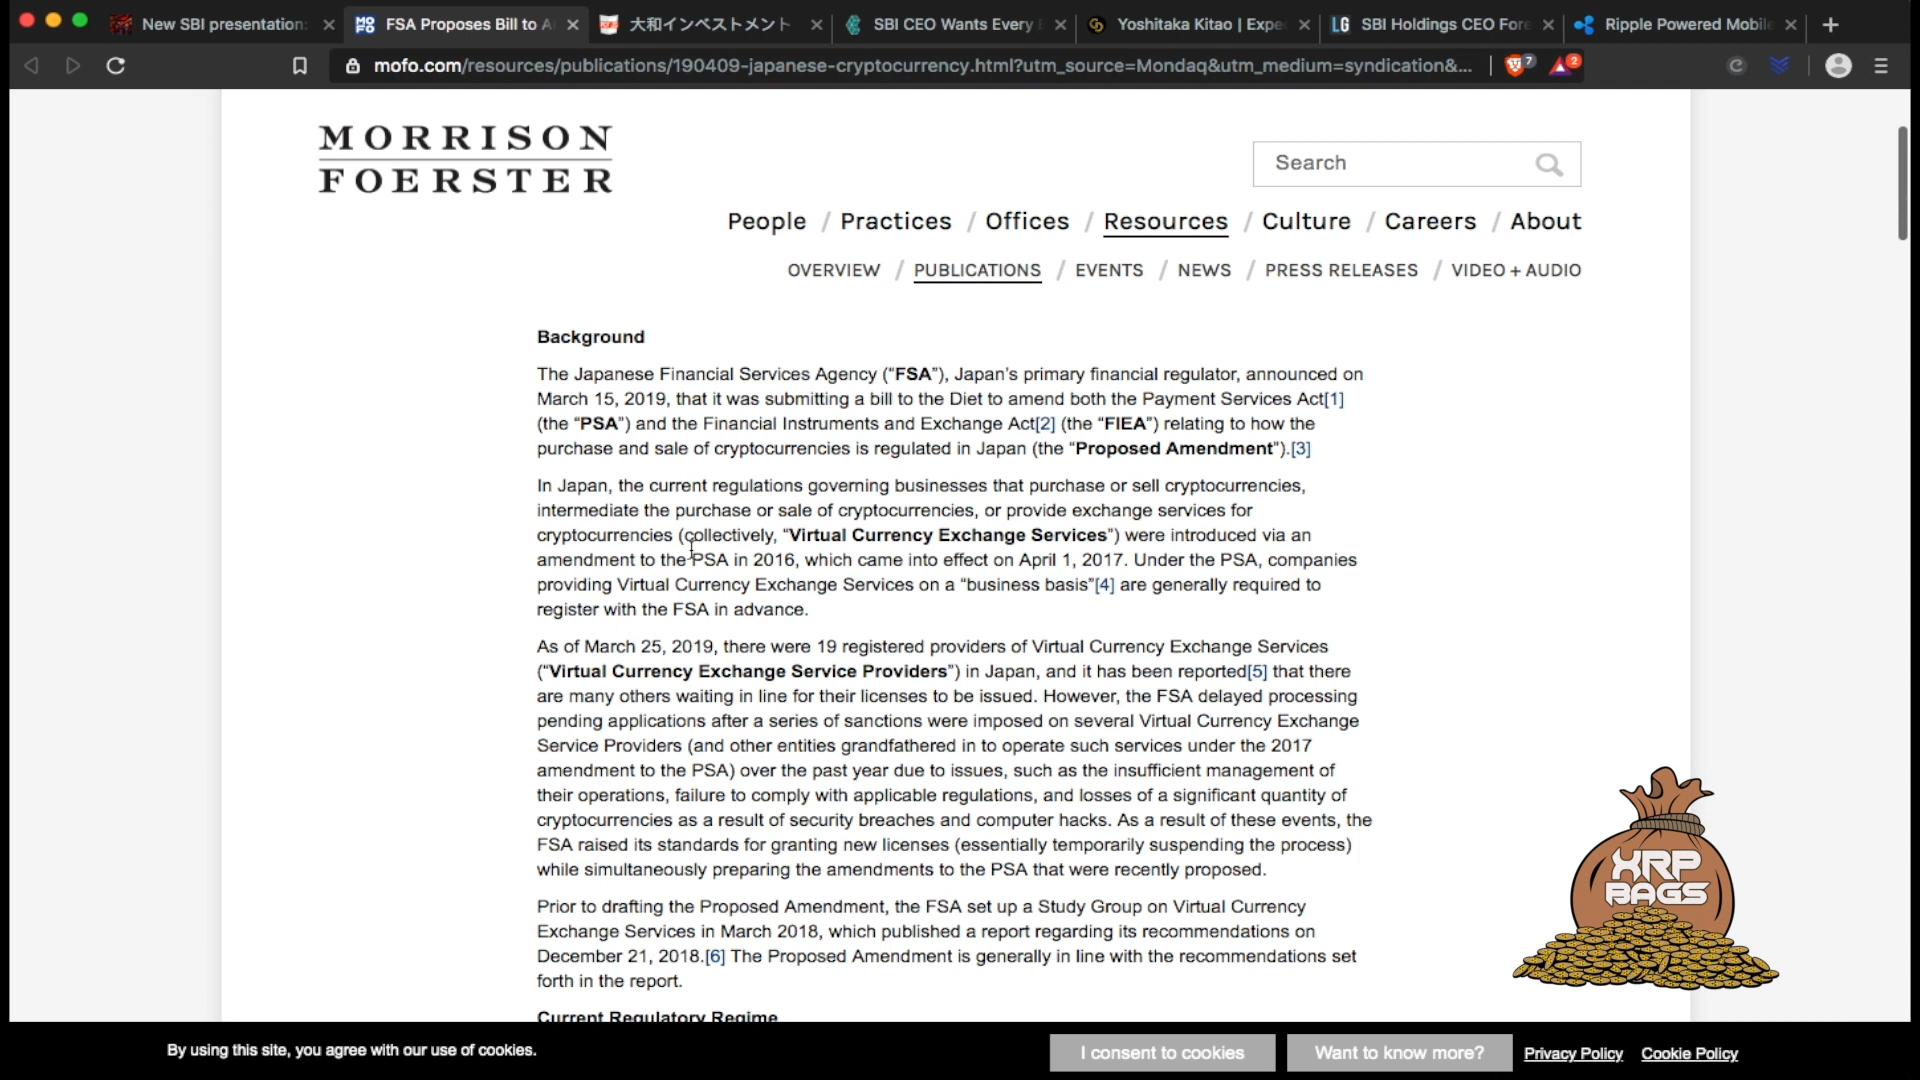 New SBI presentation:
FSA Proposes Bill to A
大和インベストメント
SBI CEO Wants Every
Yoshitaka Kitao | Expe
SBI Holdings CEO Fore
Ripple Powered Mobile
mofo.com/resources/publications/190409-japanese-cryptocurrency.html?utm_source=Mondaq&utm_medium=syndication&...
7
2
MORRISON
FOERSTER
Search
People / Practices / Offices / Resources / Culture / Careers / About
OVERVIEW / PUBLICATIONS / EVENTS / NEWS / PRESS RELEASES / VIDEO + AUDIO
Background
The Japanese Financial Services Agency (“FSA”), Japan’s primary financial regulator, announced on
March 15, 2019, that it was submitting a bill to the Diet to amend both the Payment Services Act[1]
(the “PSA”) and the Financial Instruments and Exchange Act[2] (the “FIEA”) relating to how the
purchase and sale of cryptocurrencies is regulated in Japan (the “Proposed Amendment”).[3]
In Japan, the current regulations governing businesses that purchase or sell cryptocurrencies,
intermediate the purchase or sale of cryptocurrencies, or provide exchange services for
cryptocurrencies (collectively, “Virtual Currency Exchange Services”) were introduced via an
amendment to the PSA in 2016, which came into effect on April 1, 2017. Under the PSA, companies
providing Virtual Currency Exchange Services on a “business basis”[4] are generally required to
register with the FSA in advance.
As of March 25, 2019, there were 19 registered providers of Virtual Currency Exchange Services
(“Virtual Currency Exchange Service Providers”) in Japan, and it has been reported[5] that there
are many others waiting in line for their licenses to be issued. However, the FSA delayed processing
pending applications after a series of sanctions were imposed on several Virtual Currency Exchange
Service Providers (and other entities grandfathered in to operate such services under the 2017
amendment to the PSA) over the past year due to issues, such as the insufficient management of
their operations, failure to comply with applicable regulations, and losses of a significant quantity of
cryptocurrencies as a result of security breaches and computer hacks. As a result of these events, the
FSA raised its standards for granting new licenses (essentially temporarily suspending the process)
while simultaneously preparing the amendments to the PSA that were recently proposed.
Prior to drafting the Proposed Amendment, the FSA set up a Study Group on Virtual Currency
Exchange Services in March 2018, which published a report regarding its recommendations on
December 21, 2018.[6] The Proposed Amendment is generally in line with the recommendations set
forth in the report.
Current Regulatory Regime
XRP
BAGS
By using this site, you agree with our use of cookies.
I consent to cookies
Want to know more?
Privacy Policy
Cookie Policy